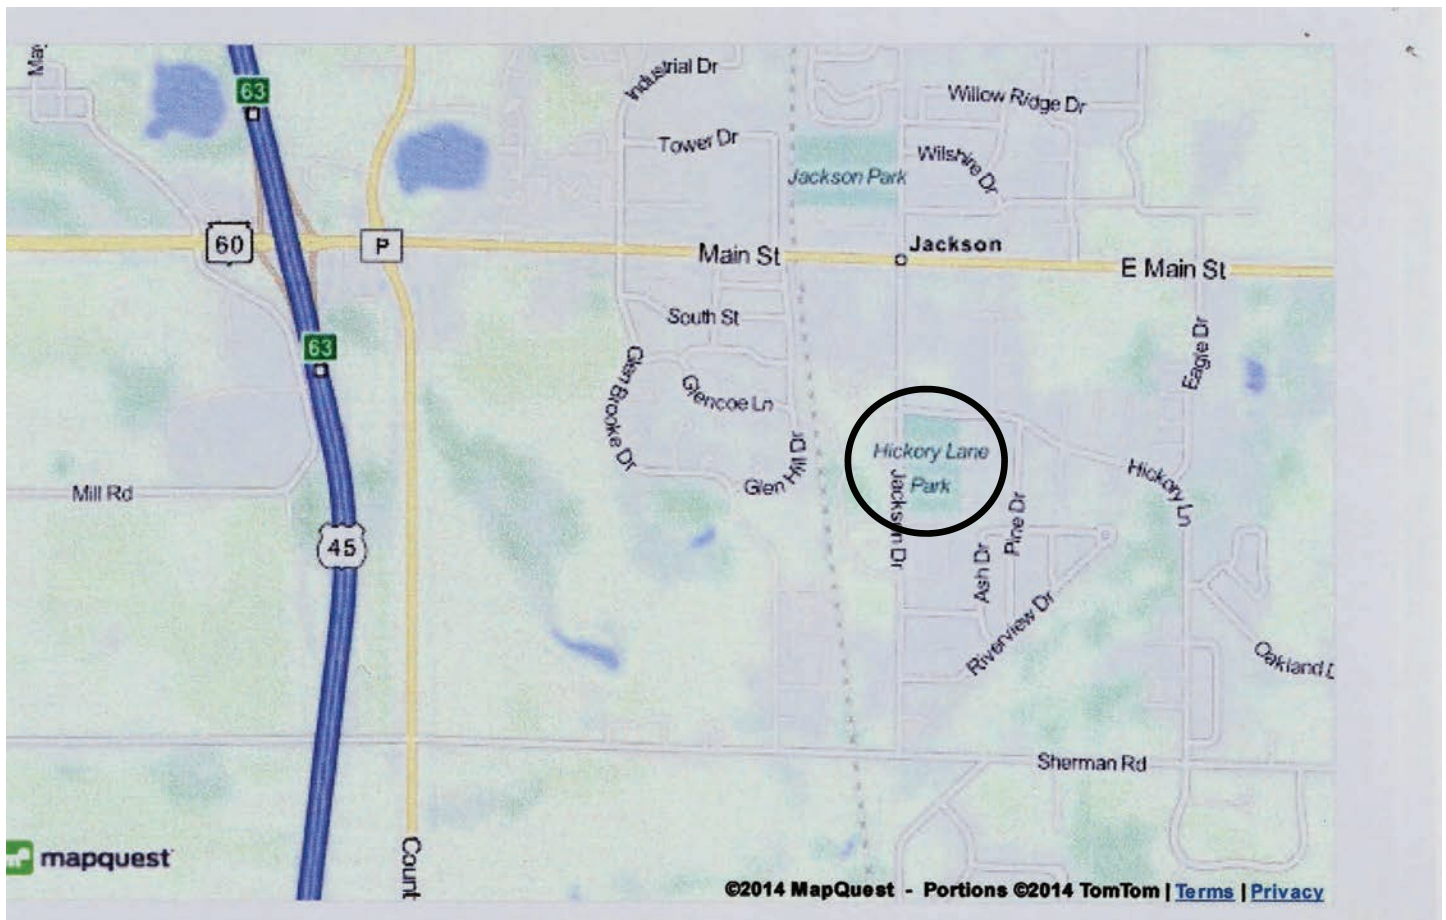 May
63
Industrial Dr
Willow Ridge Dr
Tower Dr
Wilshire Dr
Jackson Park
60
P
Main St
Jackson
E Main St
South St
63
Eagle Dr
Glen Brooke Dr
Glencoe Ln
Hickory Lane
Park
Glen Hill Dr
Hickory Ln
Mill Rd
Jackson Dr
Pine Dr
45
Ash Dr
Riverview Dr
Oakland D
Sherman Rd
mapquest
Count
©2014 MapQuest - Portions ©2014 TomTom | Terms | Privacy